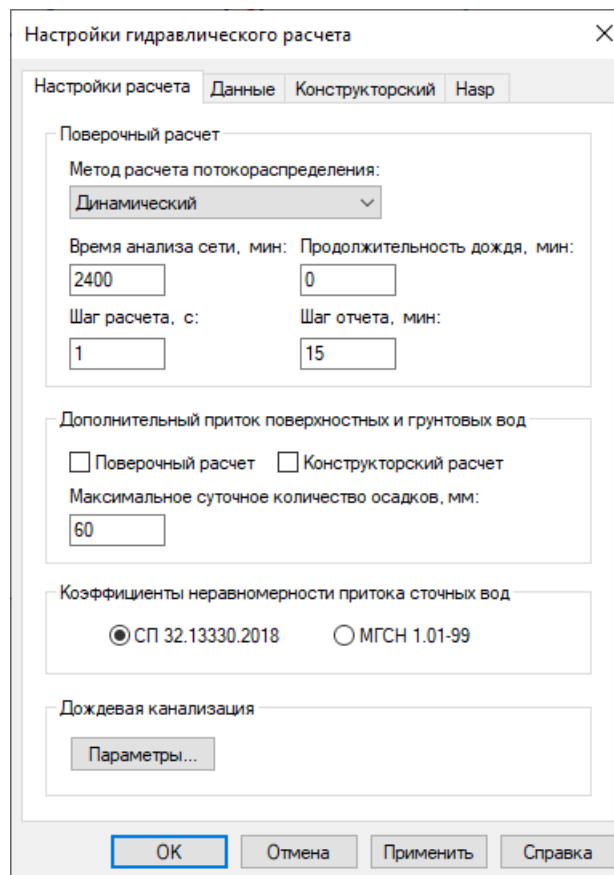 Настройки гидравлического расчета
Настройки расчета Данные Конструкторский Hasp
Поверочный расчет
Метод расчета потокораспределения:
Динамический
Время анализа сети, мин: Продолжительность дождя, мин:
2400 0
Шаг расчета, с: Шаг отчета, мин:
1 15
Дополнительный приток поверхностных и грунтовых вод
Поверочный расчет Конструкторский расчет
Максимальное суточное количество осадков, мм:
60
Коэффициенты неравномерности притока сточных вод
СП 32.13330.2018 МГСН 1.01-99
Дождевая канализация
Параметры...
OK Отмена Применить Справка